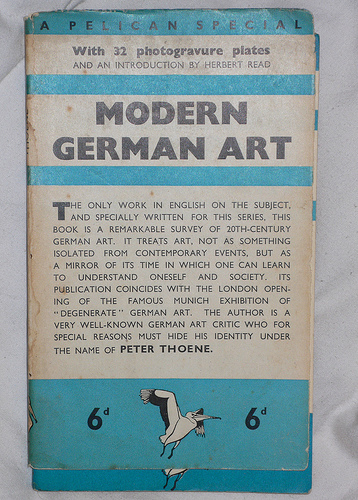 A PELICAN SPECIAL
With 32 photogravure plates
AND AN INTRODUCTION BY HERBERT READ
MODERN
GERMAN ART
THE ONLY WORK IN ENGLISH ON THE SUBJECT,
AND SPECIALLY WRITTEN FOR THIS SERIES, THIS
BOOK IS A REMARKABLE SURVEY OF 20TH-CENTURY
GERMAN ART. IT TREATS ART, NOT AS SOMETHING
ISOLATED FROM CONTEMPORARY EVENTS, BUT AS
A MIRROR OF ITS TIME IN WHICH ONE CAN LEARN
TO UNDERSTAND ONESELF AND SOCIETY. ITS
PUBLICATION COINCIDES WITH THE LONDON OPEN-
ING OF THE FAMOUS MUNICH EXHIBITION OF
"DEGENERATE" GERMAN ART. THE AUTHOR IS A
VERY WELL-KNOWN GERMAN ART CRITIC WHO FOR
SPECIAL REASONS MUST HIDE HIS IDENTITY UNDER
THE NAME OF PETER THOENE.
6d 6d